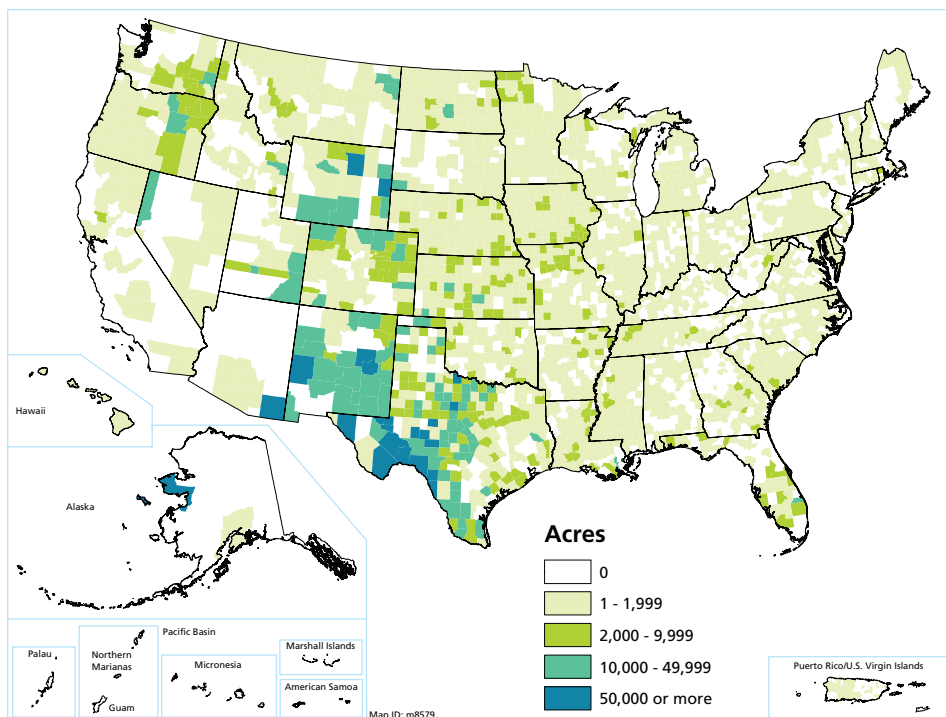 Hawaii
Alaska
Pacific Basin
Palau
Northern
Marianas
Guam
Micronesia
Marshall Islands
American Samoa
Map ID: m8579
Acres
0
1 - 1,999
2,000 - 9,999
10,000 - 49,999
50,000 or more
Puerto Rico/U.S. Virgin Islands